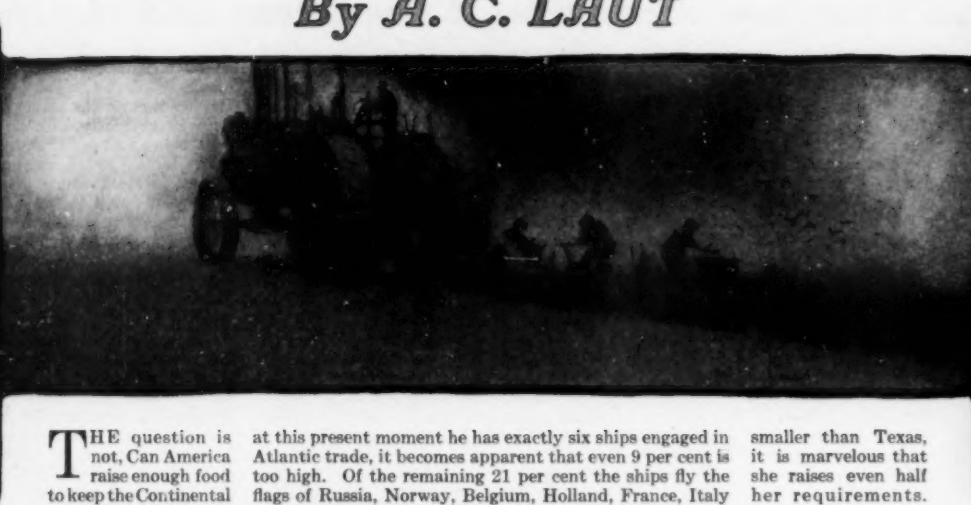 By A. C. LAUT
THE question is
not, Can America
raise enough food
to keep the Continental
at this present moment he has exactly six ships engaged in
Atlantic trade, it becomes apparent that even 9 per cent is
too high. Of the remaining 21 per cent the ships fly the
flags of Russia, Norway, Belgium, Holland, France, Italy
smaller than Texas,
it is marvelous that
she raises even half
her requirements.